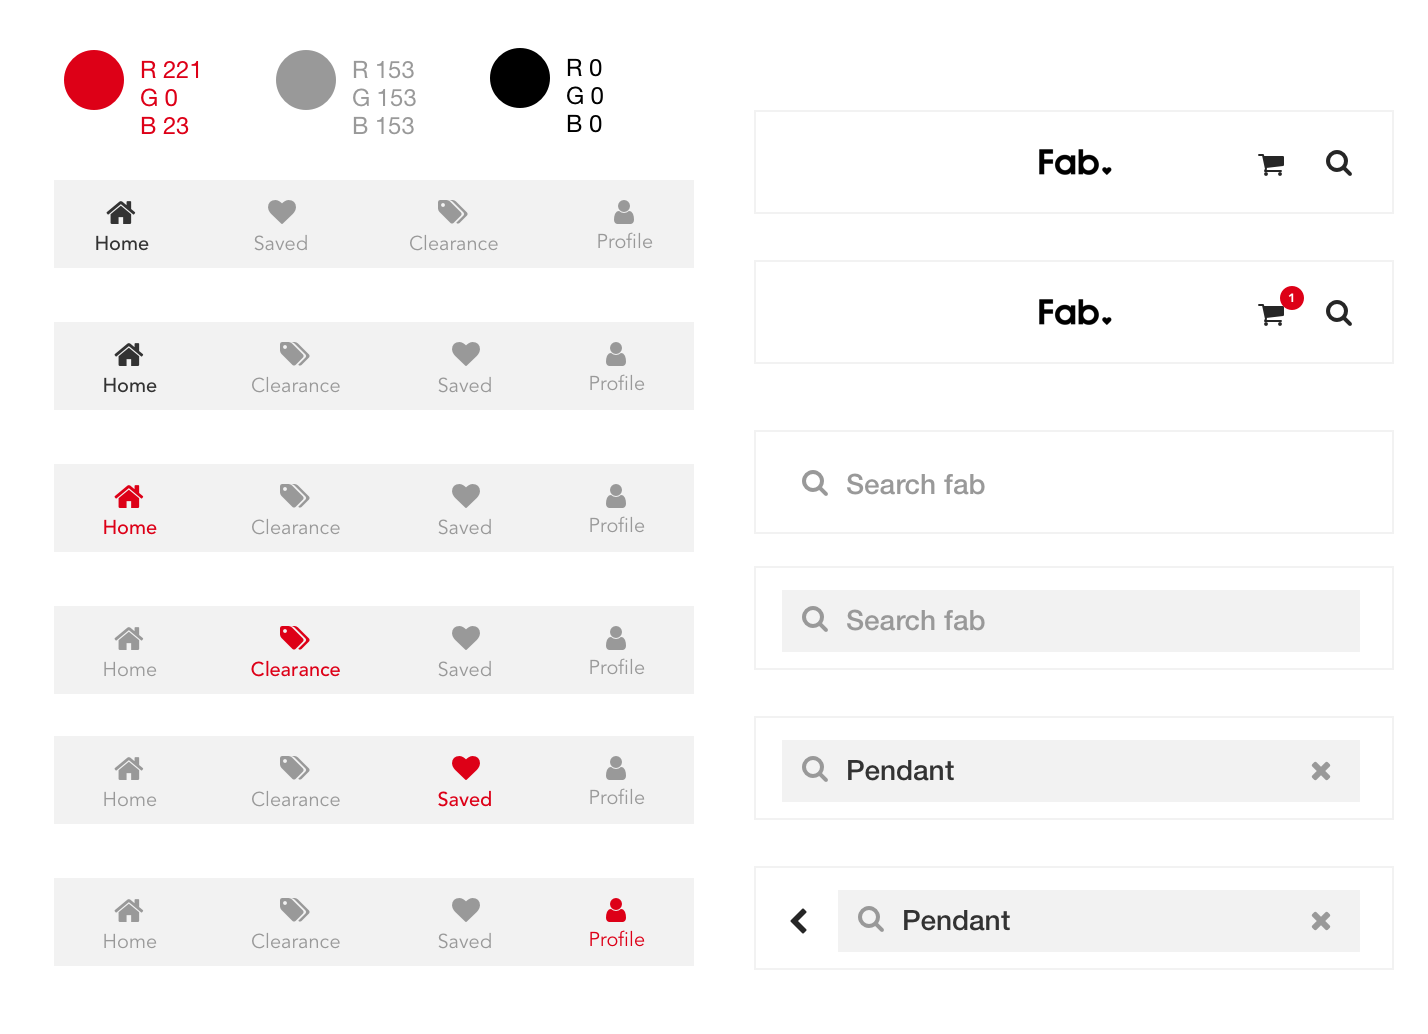 R 221
G 0
B 23
R 153
G 153
B 153
R 0
G 0
B 0
Home Saved Clearance Profile
Home Clearance Saved Profile
Home Clearance Saved Profile
Home Clearance Saved Profile
Home Clearance Saved Profile
Home Clearance Saved Profile
Fab.
Fab. 1
Search fab
Search fab
Pendant
Pendant